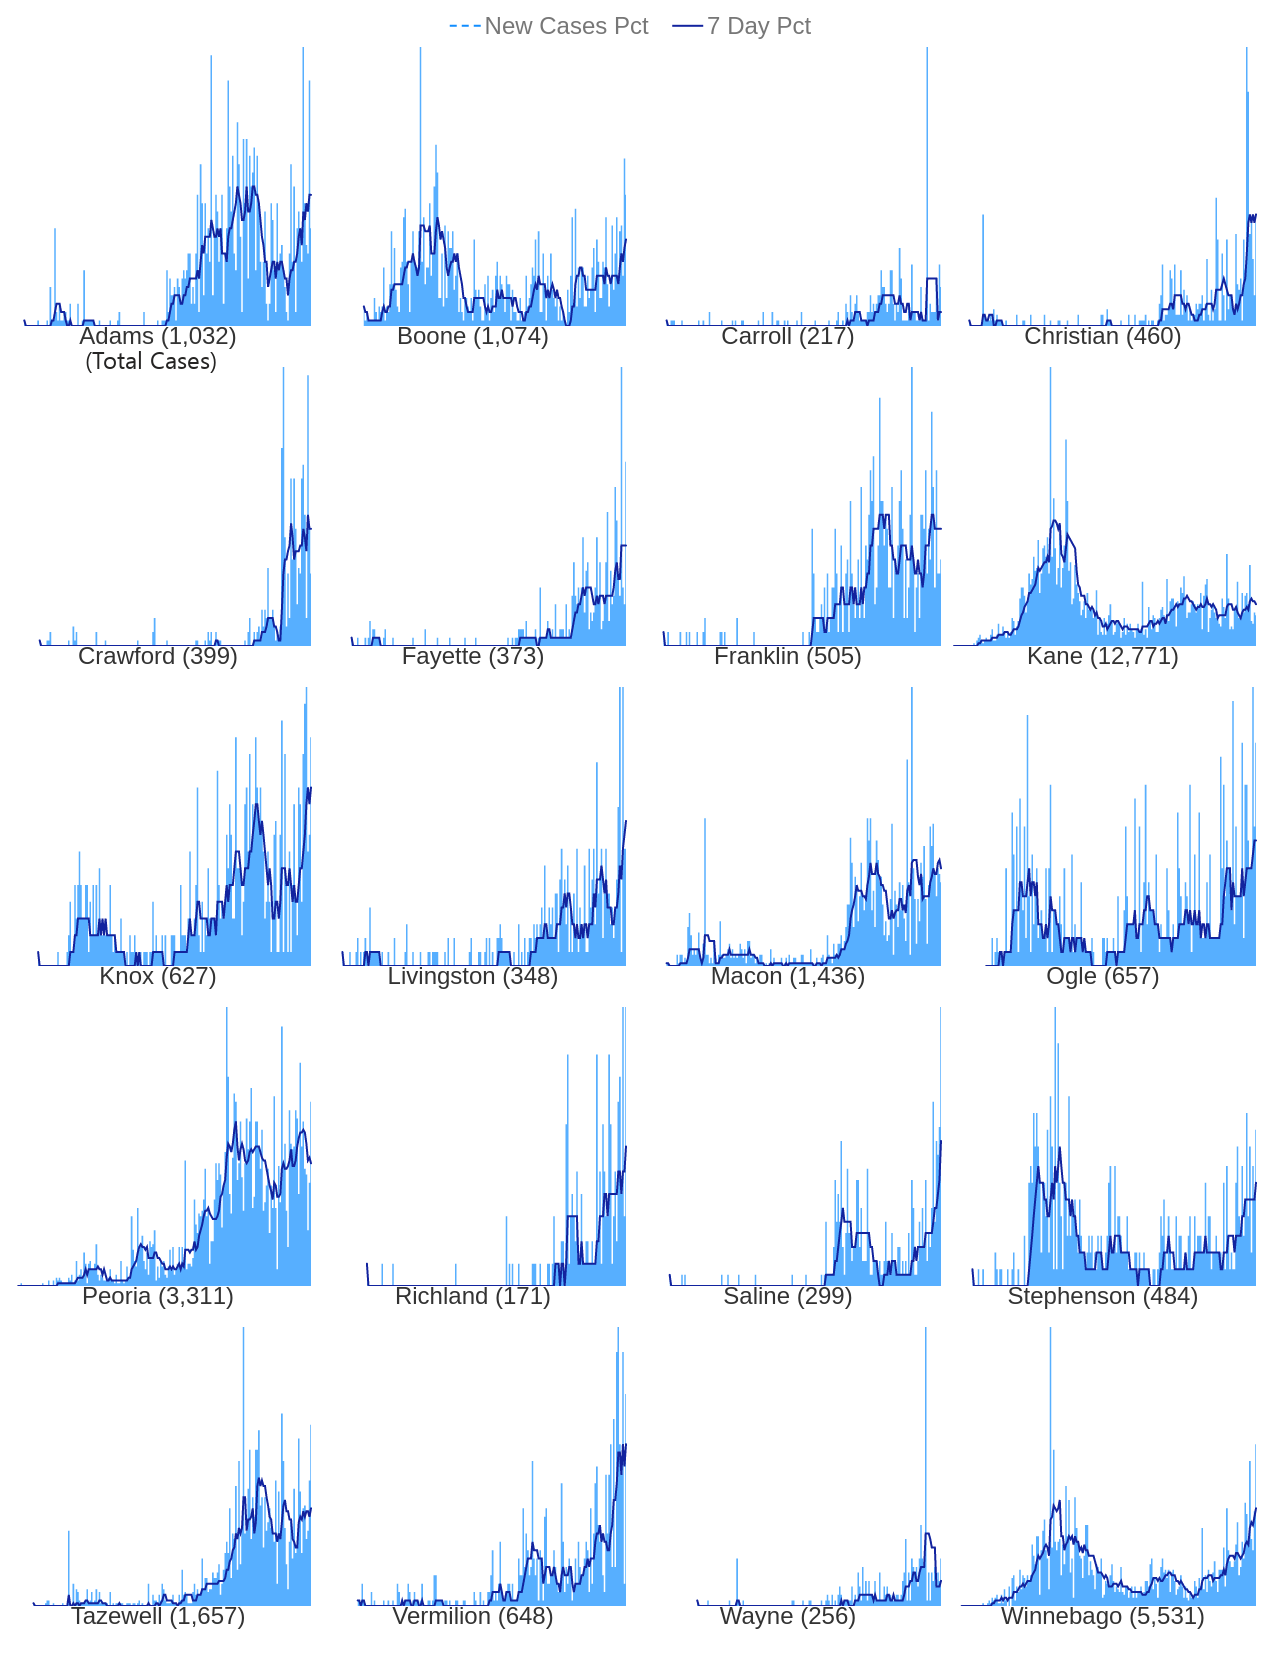 New Cases Pct 7 Day Pct
Adams (1,032) Boone (1,074) Carroll (217) Christian (460)
(Total Cases)
Crawford (399) Fayette (373) Franklin (505) Kane (12,771)
Knox (627) Livingston (348) Macon (1,436) Ogle (657)
Peoria (3,311) Richland (171) Saline (299) Stephenson (484)
Tazewell (1,657) Vermilion (648) Wayne (256) Winnebago (5,531)